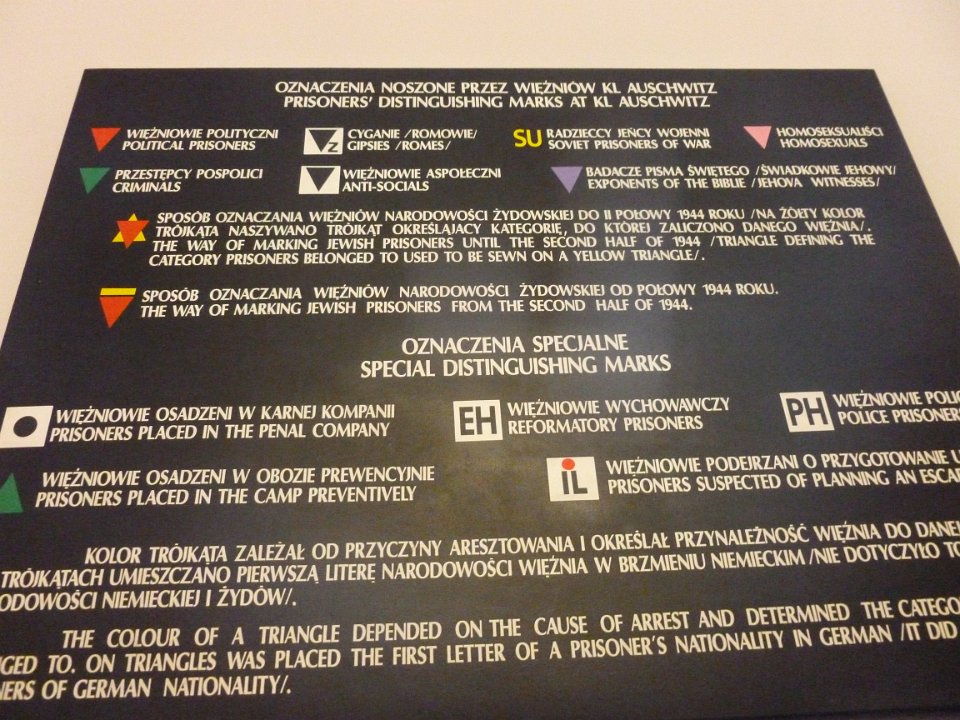 OZNACZENIA NOSZONE PRZEZ WIĘŹNIÓW KL AUSCHWITZ
PRISONERS' DISTINGUISHING MARKS AT KL AUSCHWITZ
WIĘŹNIOWIE POLITYCZNI
POLITICAL PRISONERS
Z
CYGANIE /ROMOWIE/
GIPSIES /ROMES/
SU
RADZIECCY JEŃCY WOJENNI
SOVIET PRISONERS OF WAR
HOMOSEKSUALIŚCI
HOMOSEXUALS
PRZESTĘPCY POSPOLICI
CRIMINALS
WIĘŹNIOWIE ASPOŁECZNI
ANTI-SOCIALS
BADACZE PISMA ŚWIĘTEGO /ŚWIADKOWIE JEHOWY/
EXPONENTS OF THE BIBLIE /JEHOVA WITNESSES/
SPOSÓB OZNACZANIA WIĘŹNIÓW NARODOWOŚCI ŻYDOWSKIEJ DO II POŁOWY 1944 ROKU /NA ŻÓŁTY KOLOR
TRÓJKĄTA NASZYWANO TRÓJKĄT OKREŚLAJĄCY KATEGORIĘ, DO KTÓREJ ZALICZONO DANEGO WIĘŹNIA/.
THE WAY OF MARKING JEWISH PRISONERS UNTIL THE SECOND HALF OF 1944 /TRIANGLE DEFINING THE
CATEGORY PRISONERS BELONGED TO USED TO BE SEWN ON A YELLOW TRIANGLE/.
SPOSÓB OZNACZANIA WIĘŹNIÓW NARODOWOŚCI ŻYDOWSKIEJ OD POŁOWY 1944 ROKU.
THE WAY OF MARKING JEWISH PRISONERS FROM THE SECOND HALF OF 1944.
OZNACZENIA SPECJALNE
SPECIAL DISTINGUISHING MARKS
WIĘŹNIOWIE OSADZENI W KARNEJ KOMPANII
PRISONERS PLACED IN THE PENAL COMPANY
EH
WIĘŹNIOWIE WYCHOWAWCZY
REFORMATORY PRISONERS
PH
WIĘŹNIOWIE POLIC
POLICE PRISONER
WIĘŹNIOWIE OSADZENI W OBOZIE PREWENCYJNIE
PRISONERS PLACED IN THE CAMP PREVENTIVELY
IL
WIĘŹNIOWIE PODEJRZANI O PRZYGOTOWANIE U
PRISONERS SUSPECTED OF PLANNING AN ESCAP
KOLOR TRÓJKĄTA ZALEŻAŁ OD PRZYCZYNY ARESZTOWANIA I OKREŚLAŁ PRZYNALEŻNOŚĆ WIĘŹNIA DO DANEJ
TRÓJKĄTACH UMIESZCZANO PIERWSZĄ LITERĘ NARODOWOŚCI WIĘŹNIA W BRZMIENIU NIEMIECKIM /NIE DOTYCZYŁO TO
ODOWOŚCI NIEMIECKIEJ I ŻYDÓW/.
THE COLOUR OF A TRIANGLE DEPENDED ON THE CAUSE OF ARREST AND DETERMINED THE CATEGO
NGED TO. ON TRIANGLES WAS PLACED THE FIRST LETTER OF A PRISONER'S NATIONALITY IN GERMAN /IT DID
NERS OF GERMAN NATIONALITY/.